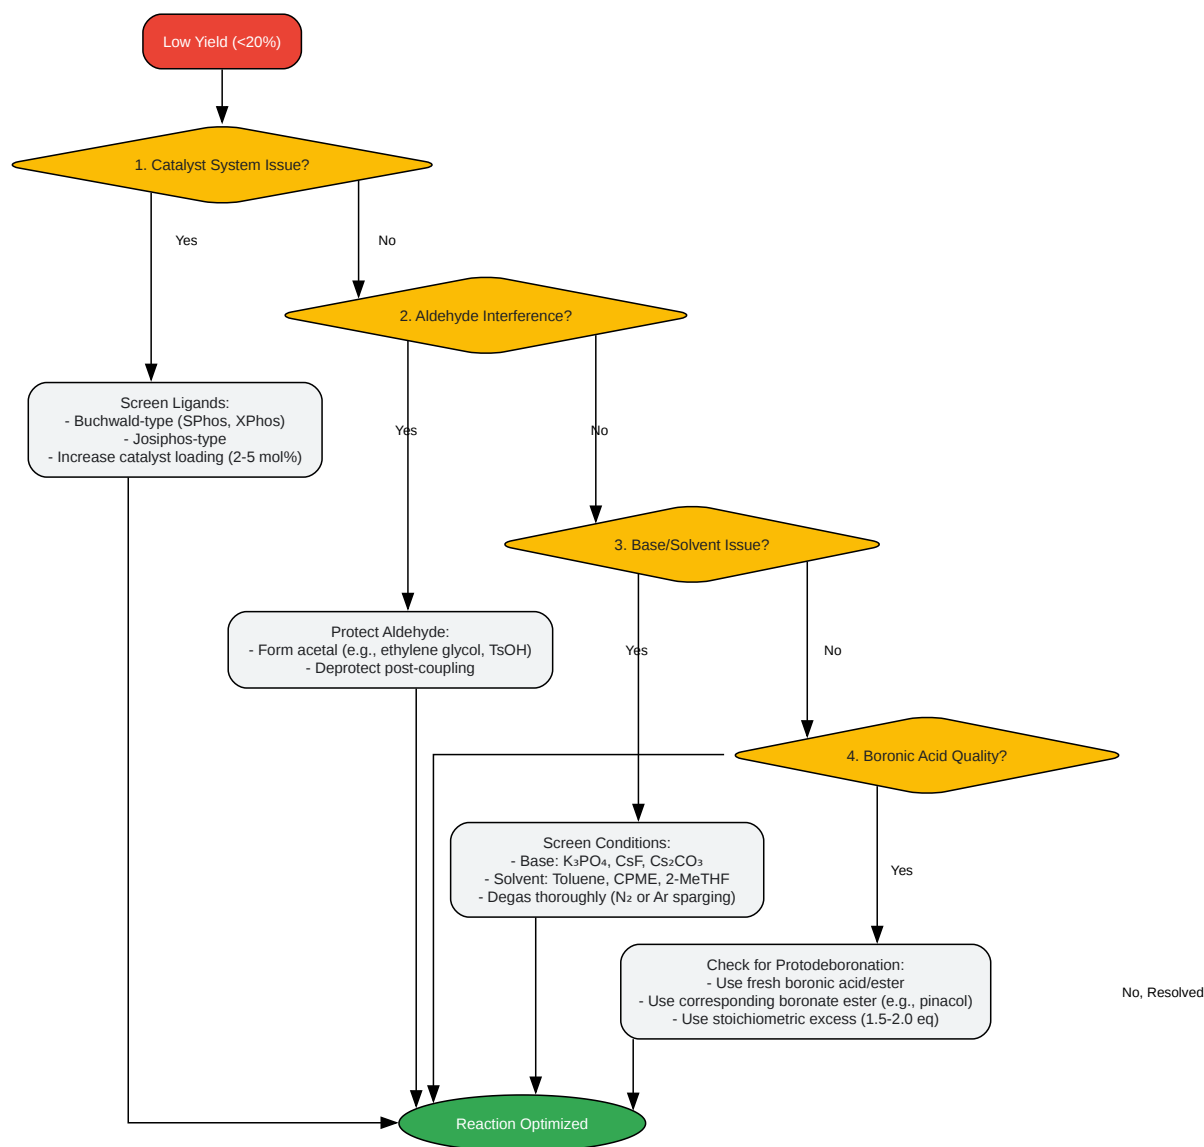 Low Yield (<20%)
1. Catalyst System Issue?
Yes
No
2. Aldehyde Interference?
Screen Ligands:
- Buchwald-type (SPhos, XPhos)
- Josiphos-type
- Increase catalyst loading (2-5 mol%)
Yes
No
3. Base/Solvent Issue?
Protect Aldehyde:
- Form acetal (e.g., ethylene glycol, TsOH)
- Deprotect post-coupling
Yes
No
4. Boronic Acid Quality?
Screen Conditions:
- Base: K₃PO₄, CsF, Cs₂CO₃
- Solvent: Toluene, CPME, 2-MeTHF
- Degas thoroughly (N₂ or Ar sparging)
Yes
Check for Protodeboronation:
- Use fresh boronic acid/ester
- Use corresponding boronate ester (e.g., pinacol)
- Use stoichiometric excess (1.5-2.0 eq)
No, Resolved
Reaction Optimized